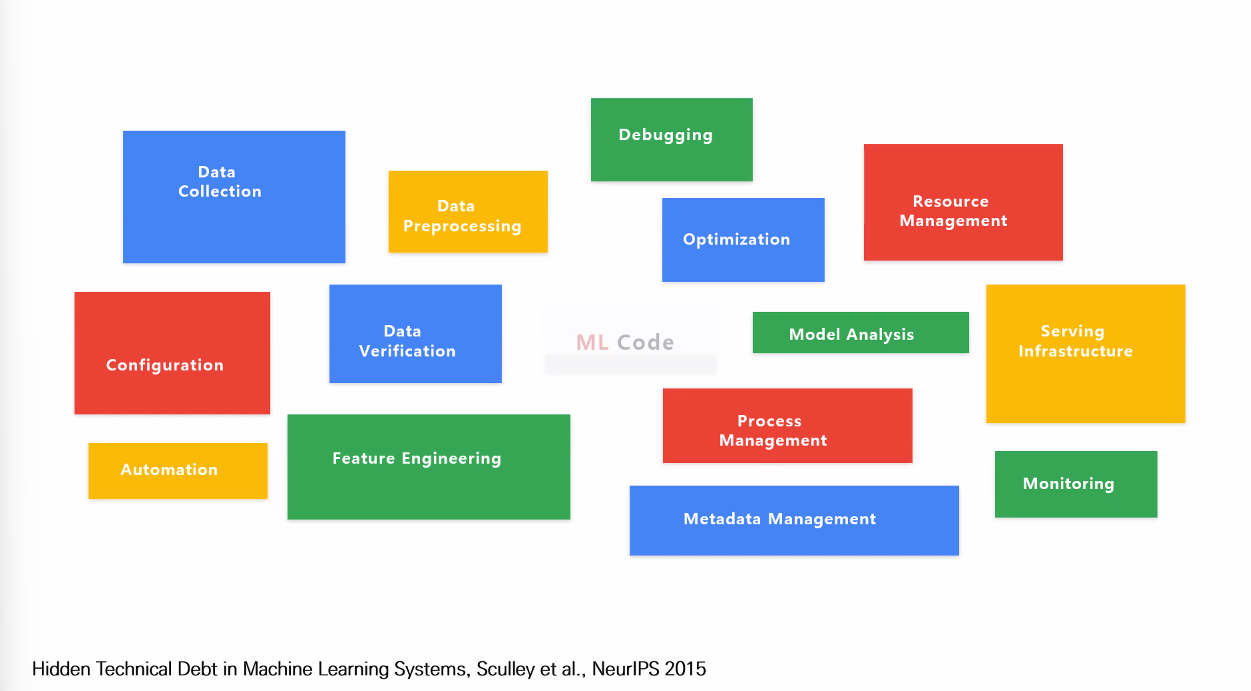 Debugging
Data
Collection
Data
Preprocessing
Resource
Management
Optimization
Configuration
Data
Verification
ML Code
Model Analysis
Serving
Infrastructure
Automation
Feature Engineering
Process
Management
Monitoring
Metadata Management
Hidden Technical Debt in Machine Learning Systems, Sculley et al., NeurIPS 2015